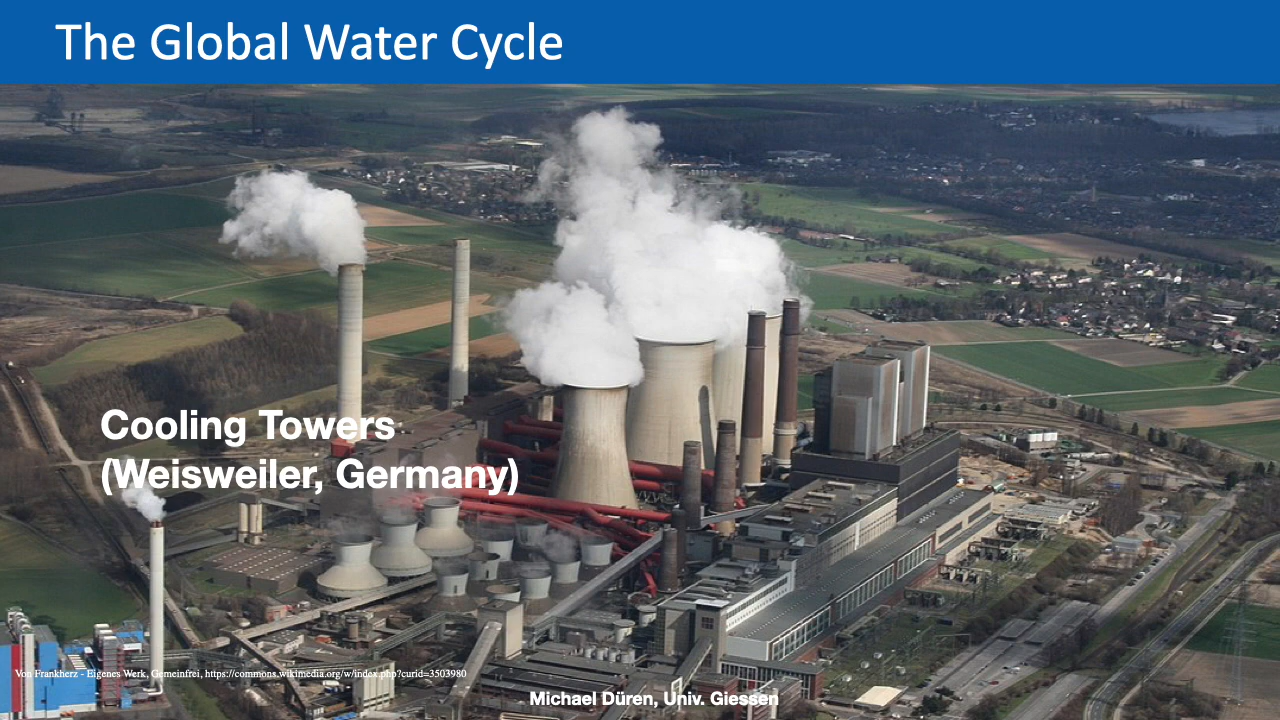 The Global Water Cycle
Cooling Towers
(Weisweiler, Germany)
Von Frankherz - Eigenes Werk, Gemeinfrei, https://commons.wikimedia.org/w/index.php?curid=3503980
Michael Düren, Univ. Giessen